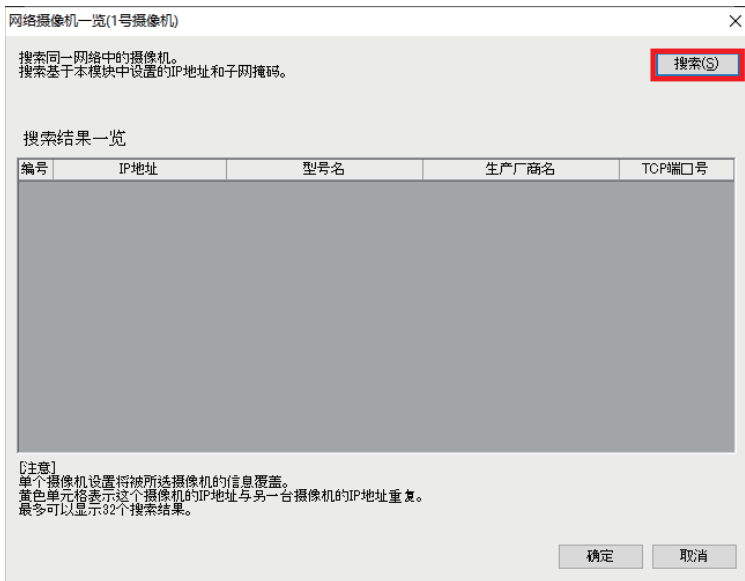 网络摄像机一览(1号摄像机)
搜索同一网络中的摄像机。
搜索基于本模块中设置的IP地址和子网掩码。
搜索(S)
搜索结果一览
编号 IP地址 型号名 生产厂商名 TCP端口号
[注意]
单个摄像机设置将被所选摄像机的信息覆盖。
黄色单元格表示这个摄像机的IP地址与另一台摄像机的IP地址重复。
最多可以显示32个搜索结果。
确定 取消